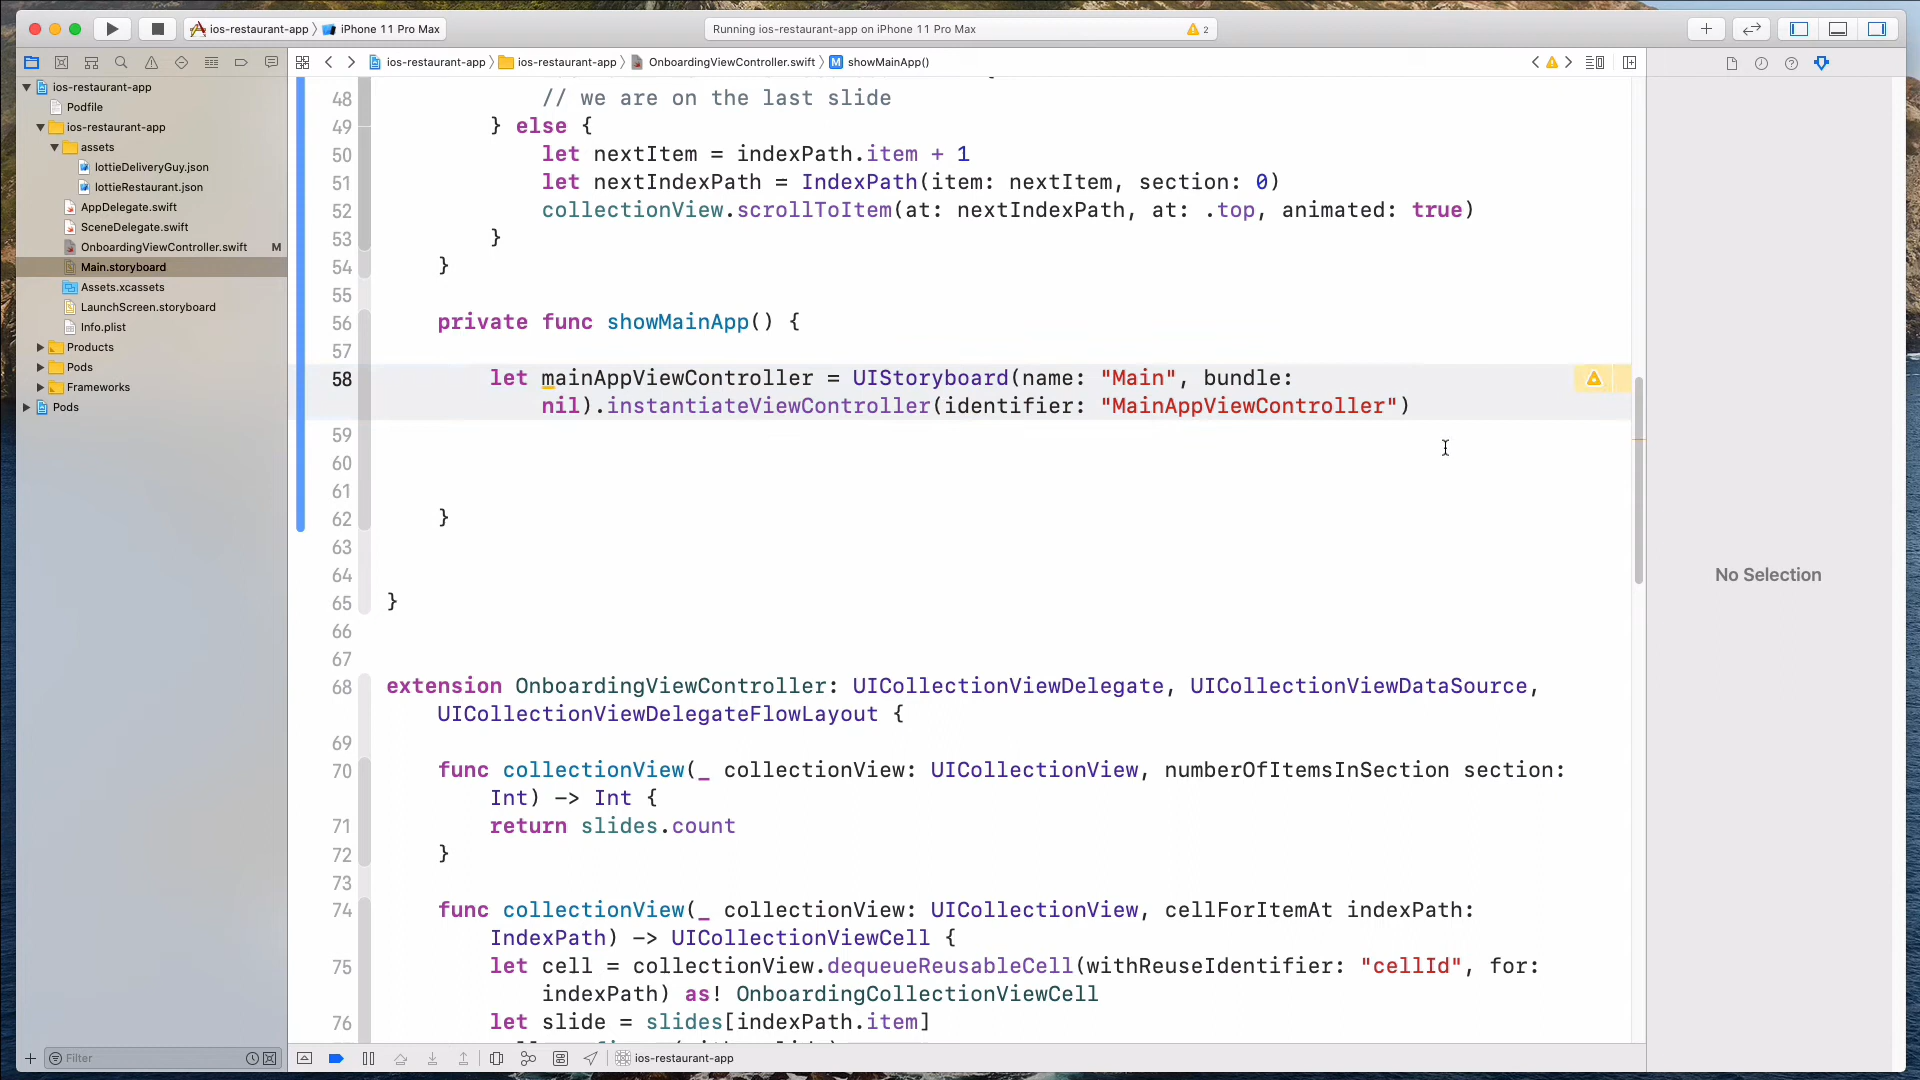 ios-restaurant-app
iPhone 11 Pro Max
Running ios-restaurant-app on iPhone 11 Pro Max
2
ios-restaurant-app
Podfile
ios-restaurant-app
assets
lottieDeliveryGuy.json
lottieRestaurant.json
AppDelegate.swift
SceneDelegate.swift
OnboardingViewController.swift M
Main.storyboard
Assets.xcassets
LaunchScreen.storyboard
Info.plist
Products
Pods
Frameworks
Pods
Filter
ios-restaurant-app
ios-restaurant-app
OnboardingViewController.swift
M showMainApp()
48 // we are on the last slide
49 } else {
50 let nextItem = indexPath.item + 1
51 let nextIndexPath = IndexPath(item: nextItem, section: 0)
52 collectionView.scrollToItem(at: nextIndexPath, at: .top, animated: true)
53 }
54 }
55
56 private func showMainApp() {
57
58 let mainAppViewController = UIStoryboard(name: "Main", bundle:
nil).instantiateViewController(identifier: "MainAppViewController")
59
60
61
62 }
63
64
65 }
66
67
68 extension OnboardingViewController: UICollectionViewDelegate, UICollectionViewDataSource,
UICollectionViewDelegateFlowLayout {
69
70 func collectionView(_ collectionView: UICollectionView, numberOfItemsInSection section:
Int) -> Int {
71 return slides.count
72 }
73
74 func collectionView(_ collectionView: UICollectionView, cellForItemAt indexPath:
IndexPath) -> UICollectionViewCell {
75 let cell = collectionView.dequeueReusableCell(withReuseIdentifier: "cellId", for:
indexPath) as! OnboardingCollectionViewCell
76 let slide = slides[indexPath.item]
ios-restaurant-app
No Selection